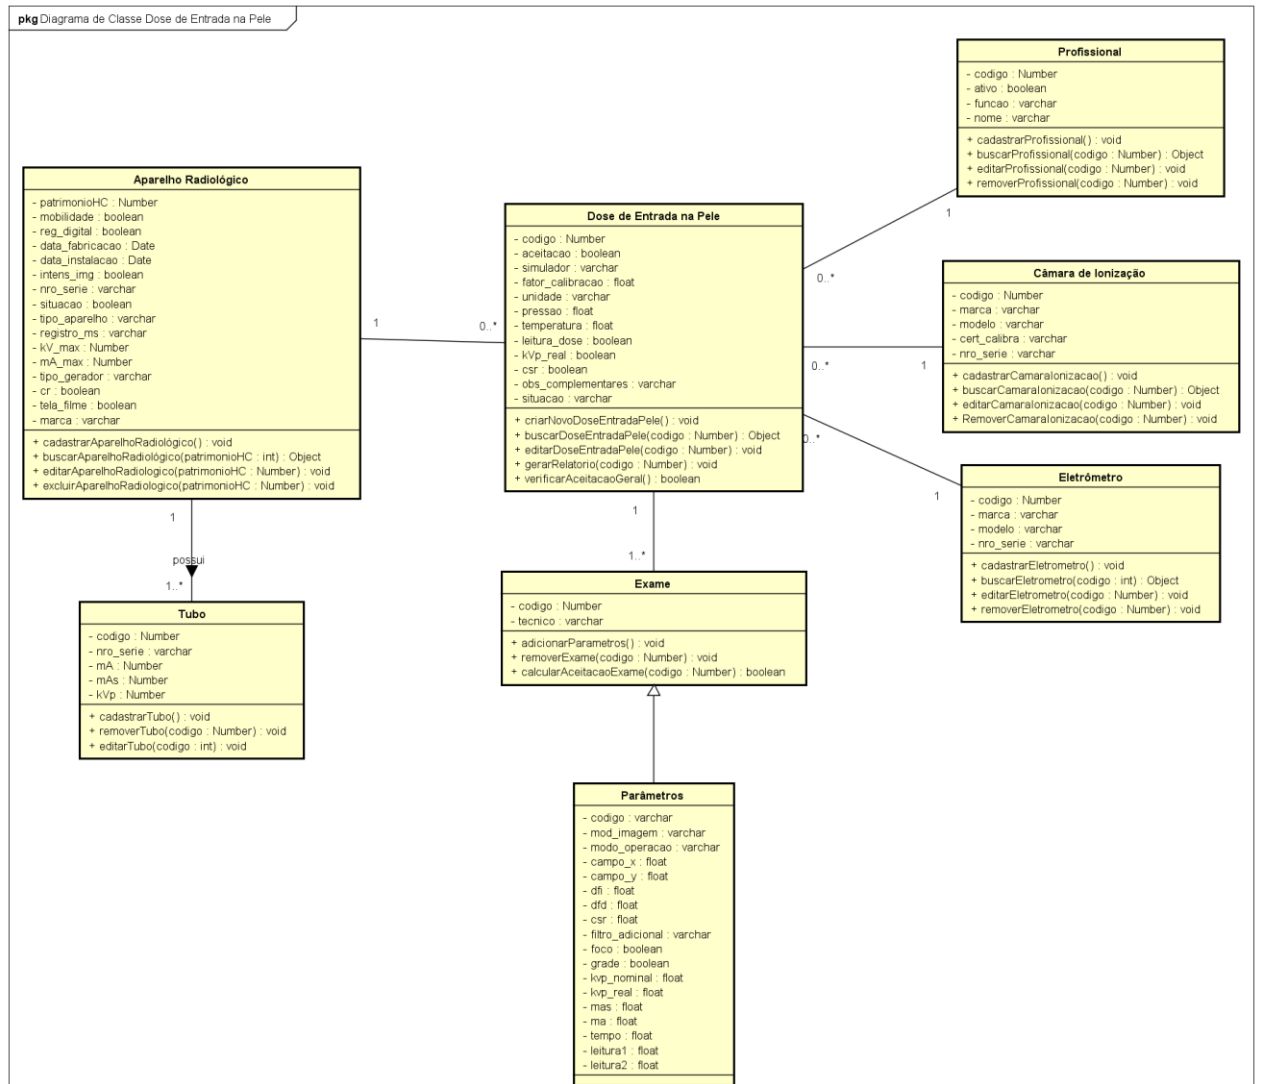 pkg Diagrama de Classe Dose de Entrada na Pele
Profissional
- codigo : Number
- ativo : boolean
- funcao : varchar
- nome : varchar
+ cadastrarProfissional() : void
+ buscarProfissional(codigo : Number) : Object
+ editarProfissional(codigo : Number) : void
+ removerProfissional(codigo : Number) : void
1
0..*
Aparelho Radiológico
- patrimonioHC : Number
- mobilidade : boolean
- reg_digital : boolean
- data_fabricacao : Date
- data_instalacao : Date
- intens_img : boolean
- nro_serie : varchar
- situacao : boolean
- tipo_aparelho : varchar
- registro_ms : varchar
- kV_max : Number
- mA_max : Number
- tipo_gerador : varchar
- cr : boolean
- tela_filme : boolean
- marca : varchar
+ cadastrarAparelhoRadiológico() : void
+ buscarAparelhoRadiológico(patrimonioHC : int) : Object
+ editarAparelhoRadiologico(patrimonioHC : Number) : void
+ excluirAparelhoRadiologico(patrimonioHC : Number) : void
1
0..*
Dose de Entrada na Pele
- codigo : Number
- aceitacao : boolean
- simulador : varchar
- fator_calibracao : float
- unidade : varchar
- pressao : float
- temperatura : float
- leitura_dose : boolean
- kVp_real : boolean
- csr : boolean
- obs_complementares : varchar
- situacao : varchar
+ criarNovoDoseEntradaPele() : void
+ buscarDoseEntradaPele(codigo : Number) : Object
+ editarDoseEntradaPele(codigo : Number) : void
+ gerarRelatorio(codigo : Number) : void
+ verificarAceitacaoGeral() : boolean
Câmara de Ionização
- codigo : Number
- marca : varchar
- modelo : varchar
- cert_calibra : varchar
- nro_serie : varchar
+ cadastrarCamaraIonizacao() : void
+ buscarCamaraIonizacao(codigo : Number) : Object
+ editarCamaraIonizacao(codigo : Number) : void
+ RemoverCamaraIonizacao(codigo : Number) : void
0..*
1
0..*
1
Eletrômetro
- codigo : Number
- marca : varchar
- modelo : varchar
- nro_serie : varchar
+ cadastrarEletrometro() : void
+ buscarEletrometro(codigo : int) : Object
+ editarEletrometro(codigo : Number) : void
+ removerEletrometro(codigo : Number) : void
1
possui
1..*
Tubo
- codigo : Number
- nro_serie : varchar
- mA : Number
- mAs : Number
- kVp : Number
+ cadastrarTubo() : void
+ removerTubo(codigo : Number) : void
+ editarTubo(codigo : int) : void
1
1..*
Exame
- codigo : Number
- tecnico : varchar
+ adicionarParametros() : void
+ removerExame(codigo : Number) : void
+ calcularAceitacaoExame(codigo : Number) : boolean
Parâmetros
- codigo : varchar
- mod_imagem : varchar
- modo_operacao : varchar
- campo_x : float
- campo_y : float
- dfi : float
- dfd : float
- csr : float
- filtro_adicional : varchar
- foco : boolean
- grade : boolean
- kvp_nominal : float
- kvp_real : float
- mas : float
- ma : float
- tempo : float
- leitura1 : float
- leitura2 : float